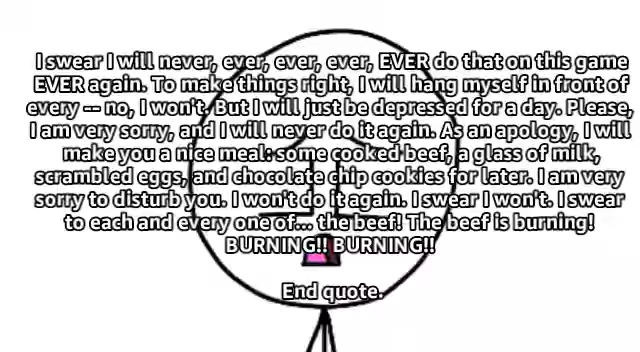 I swear I will never, ever, ever, ever, EVER do that on this game
EVER again. To make things right, I will hang myself in front of
every -- no, I won't. But I will just be depressed for a day. Please,
I am very sorry, and I will never do it again. As an apology, I will
make you a nice meal: some cooked beef, a glass of milk,
scrambled eggs, and chocolate chip cookies for later. I am very
sorry to disturb you. I won't do it again. I swear I won't. I swear
to each and every one of... the beef! The beef is burning!
BURNING!! BURNING!!
End quote.